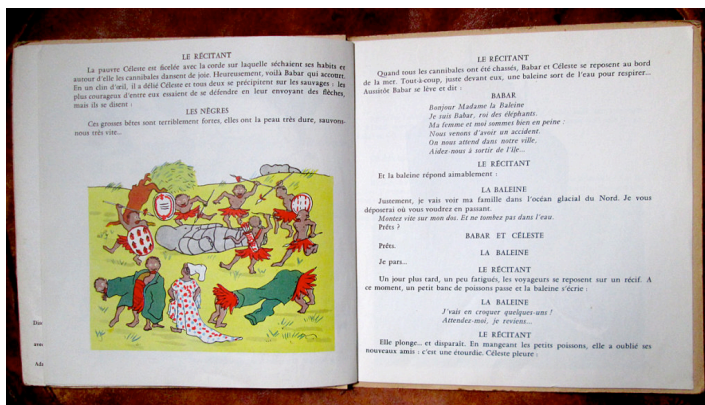 LE RÉCITANT
La pauvre Céleste est ficelée avec la corde sur laquelle séchaient ses habits et
autour d'elle les cannibales dansent de joie. Heureusement, voilà Babar qui accourt.
En un clin d'œil, il a délié Céleste et tous deux se précipitent sur les sauvages : les
plus courageux d'entre eux essaient de se défendre en leur envoyant des flèches,
mais ils se disent :
LES NÈGRES
Ces grosses bêtes sont terriblement fortes, elles ont la peau très dure, sauvons-
nous très vite...
LE RÉCITANT
Quand tous les cannibales ont été chassés, Babar et Céleste se reposent au bord
de la mer. Tout-à-coup, juste devant eux, une baleine sort de l'eau pour respirer...
Aussitôt Babar se lève et dit :
BABAR
Bonjour Madame la Baleine
Je suis Babar, roi des éléphants.
Ma femme et moi sommes bien en peine :
Nous venons d'avoir un accident.
On nous attend dans notre ville.
Aidez-nous à sortir de l'île...
LE RÉCITANT
Et la baleine répond aimablement :
LA BALEINE
Justement, je vais voir ma famille dans l'océan glacial du Nord. Je vous
déposerai où vous voudrez en passant.
Montez vite sur mon dos. Et ne tombez pas dans l'eau.
Prêts ?
BABAR ET CÉLESTE
Prêts.
LA BALEINE
Je pars...
LE RÉCITANT
Un jour plus tard, un peu fatigués, les voyageurs se reposent sur un récif. A
ce moment, un petit banc de poissons passe et la baleine s'écrie :
LA BALEINE
J'vais en croquer quelques-uns !
Attendez-moi, je reviens...
LE RÉCITANT
Elle plonge... et disparaît. En mangeant les petits poissons, elle a oublié ses
nouveaux amis : c'est une étourdie. Céleste pleure :